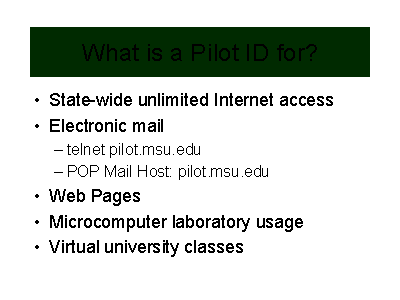 What is a Pilot ID for?
• State-wide unlimited Internet access
• Electronic mail
– telnet pilot.msu.edu
– POP Mail Host: pilot.msu.edu
• Web Pages
• Microcomputer laboratory usage
• Virtual university classes